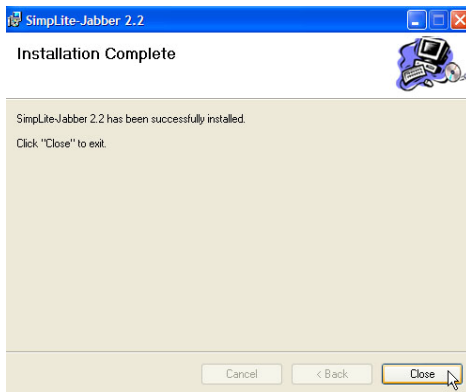 SimpLite-Jabber 2.2
Installation Complete
SimpLite-Jabber 2.2 has been successfully installed.
Click "Close" to exit.
Cancel
< Back
Close